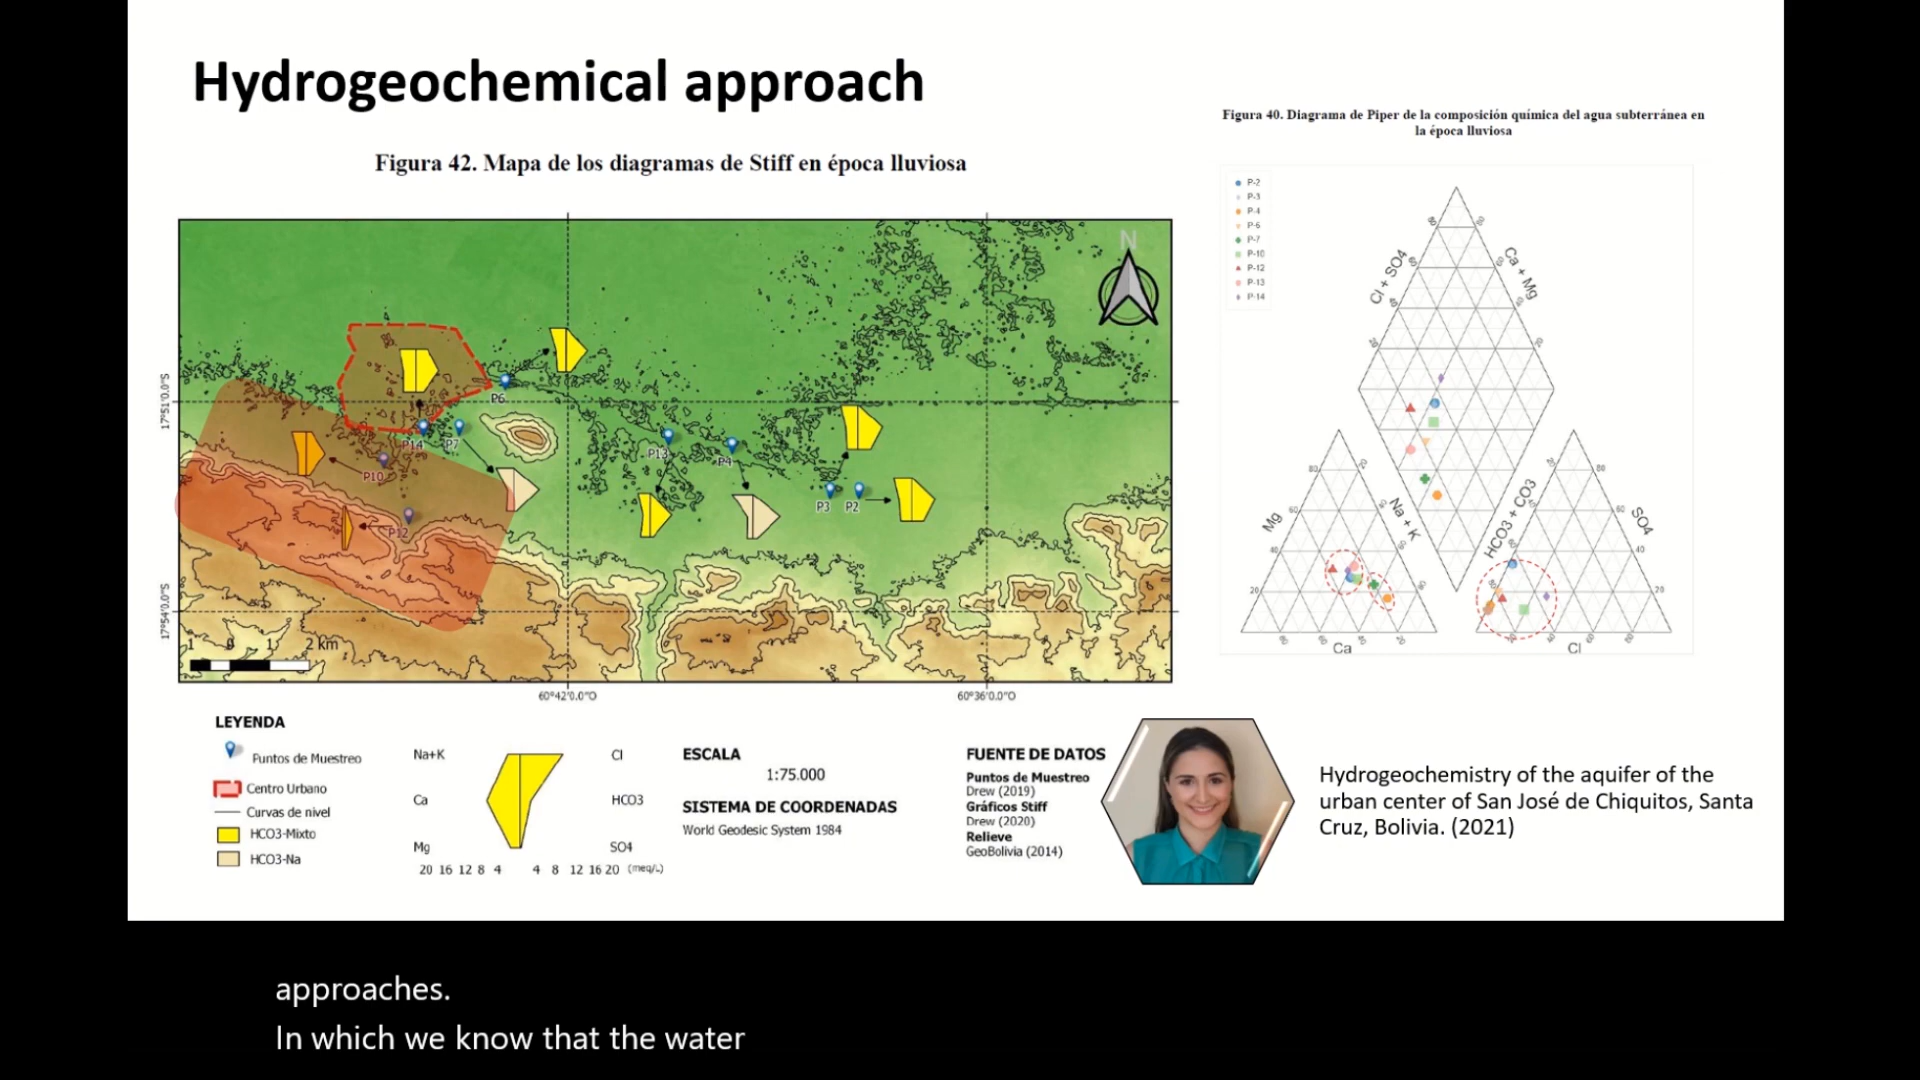 Hydrogeochemical approach
Figura 42. Mapa de los diagramas de Stiff en época lluviosa
Figura 40. Diagrama de Piper de la composición química del agua subterránea en
la época lluviosa
P-2
P-3
P-4
P-6
P-7
P-10
P-12
P-13
P-14
Cl + SO4
Ca + Mg
Mg
Na + K
HCO3 + CO3
SO4
Ca
Cl
N
17°51'0.0"S
17°54'0.0"S
P6
P14
P7
P10
P12
P13
P4
P3
P2
1 0 1 2 km
60°42'0.0"O
60°36'0.0"O
LEYENDA
Puntos de Muestreo
Centro Urbano
Curvas de nivel
HCO3-Mixto
HCO3-Na
Na+K
Cl
Ca
HCO3
Mg
SO4
20 16 12 8 4 4 8 12 16 20 (meq/L)
ESCALA
1:75.000
SISTEMA DE COORDENADAS
World Geodesic System 1984
FUENTE DE DATOS
Puntos de Muestreo
Drew (2019)
Gráficos Stiff
Drew (2020)
Relieve
GeoBolivia (2014)
Hydrogeochemistry of the aquifer of the
urban center of San José de Chiquitos, Santa
Cruz, Bolivia. (2021)
approaches.
In which we know that the water